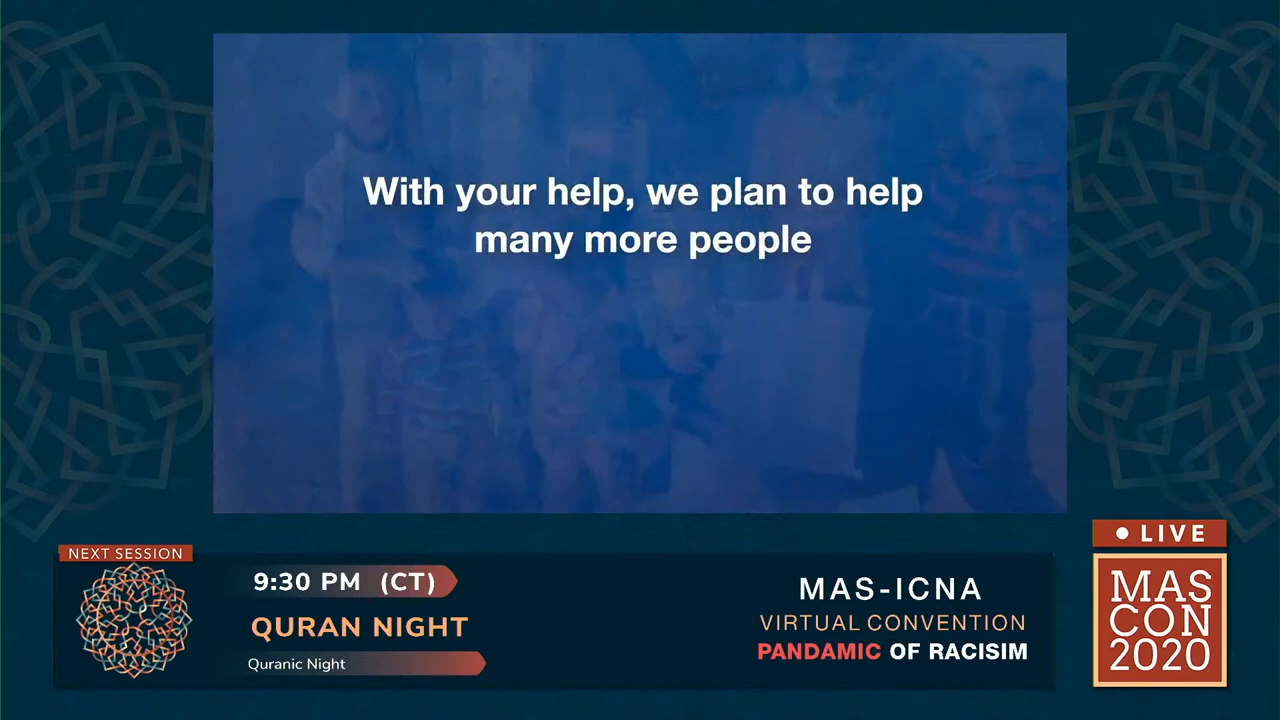 With your help, we plan to help
many more people
NEXT SESSION
9:30 PM (CT)
QURAN NIGHT
Quranic Night
MAS-ICNA
VIRTUAL CONVENTION
PANDAMIC OF RACISIM
LIVE
MAS
CON
2020